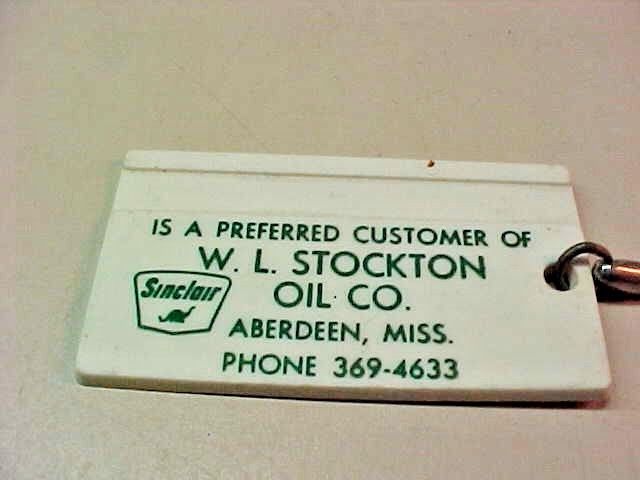 IS A PREFERRED CUSTOMER OF
W. L. STOCKTON
OIL CO.
Sinclair
ABERDEEN, MISS.
PHONE 369-4633